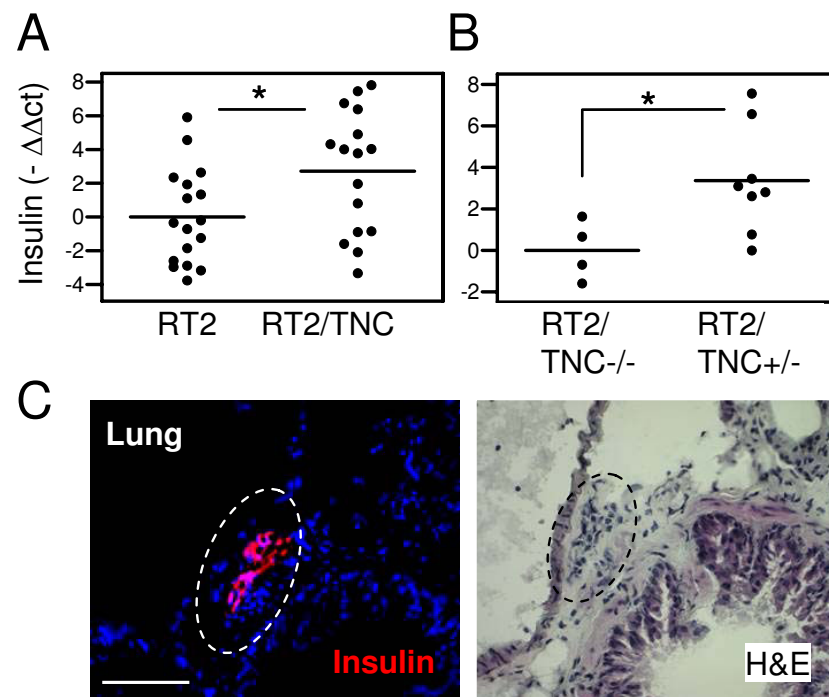 A
Insulin (- ΔΔct)
8
6
4
2
0
-2
-4
*
RT2
RT2/TNC
B
8
6
4
2
0
-2
*
RT2/
TNC-/-
RT2/
TNC+/-
C
Lung
Insulin
H&E